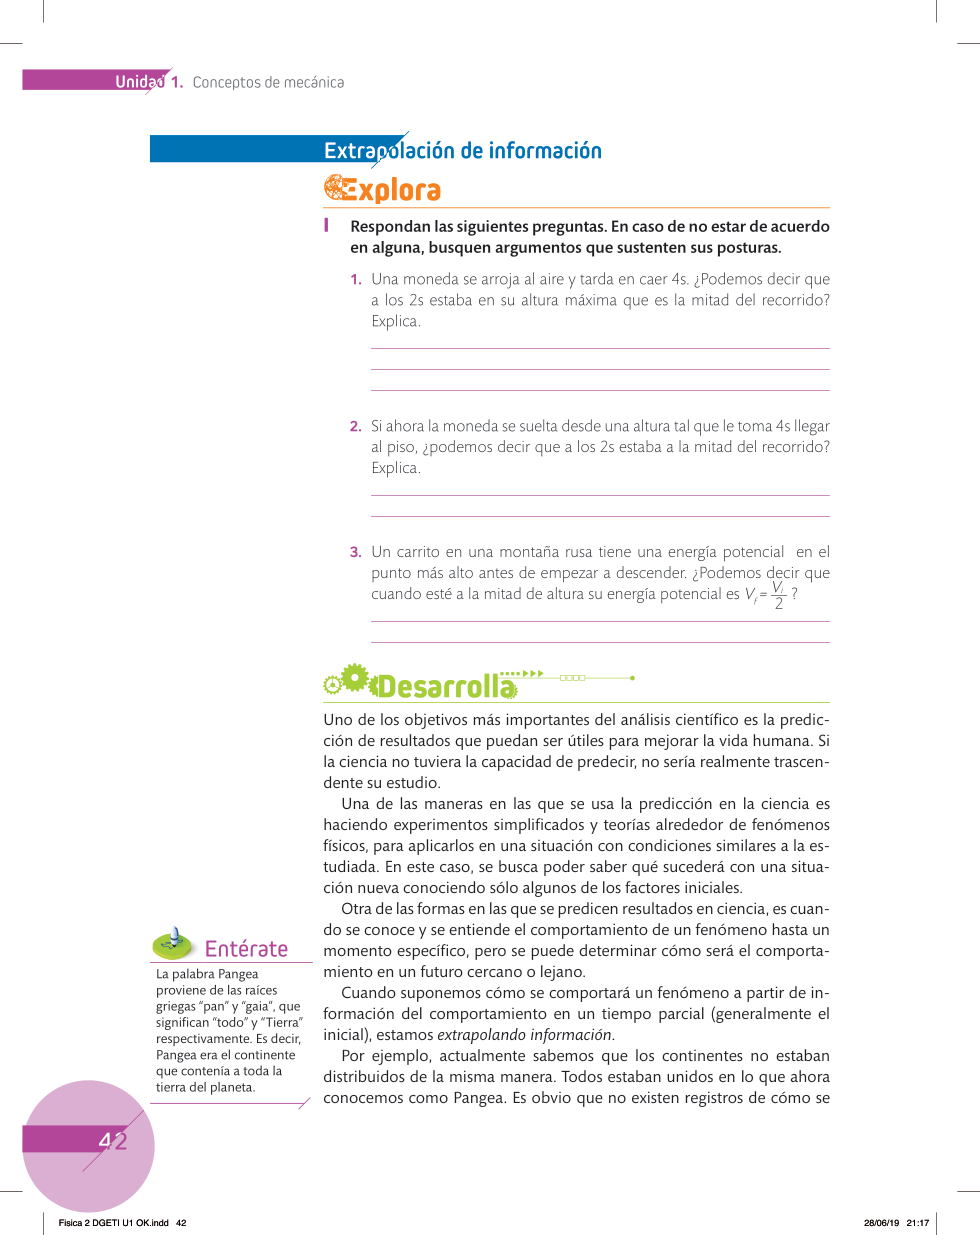 Unidad 1. Conceptos de mecánica
Extrapolación de información
Explora
I Respondan las siguientes preguntas. En caso de no estar de acuerdo
en alguna, busquen argumentos que sustenten sus posturas.
1. Una moneda se arroja al aire y tarda en caer 4s. ¿Podemos decir que
a los 2s estaba en su altura máxima que es la mitad del recorrido?
Explica.
2. Si ahora la moneda se suelta desde una altura tal que le toma 4s llegar
al piso, ¿podemos decir que a los 2s estaba a la mitad del recorrido?
Explica.
3. Un carrito en una montaña rusa tiene una energía potencial en el
punto más alto antes de empezar a descender. ¿Podemos decir que
cuando esté a la mitad de altura su energía potencial es Vf = Vi/2 ?
Desarrolla
Uno de los objetivos más importantes del análisis científico es la predic-
ción de resultados que puedan ser útiles para mejorar la vida humana. Si
la ciencia no tuviera la capacidad de predecir, no sería realmente trascen-
dente su estudio.
Una de las maneras en las que se usa la predicción en la ciencia es
haciendo experimentos simplificados y teorías alrededor de fenómenos
físicos, para aplicarlos en una situación con condiciones similares a la es-
tudiada. En este caso, se busca poder saber qué sucederá con una situa-
ción nueva conociendo sólo algunos de los factores iniciales.
Otra de las formas en las que se predicen resultados en ciencia, es cuan-
do se conoce y se entiende el comportamiento de un fenómeno hasta un
momento específico, pero se puede determinar cómo será el comporta-
miento en un futuro cercano o lejano.
Cuando suponemos cómo se comportará un fenómeno a partir de in-
formación del comportamiento en un tiempo parcial (generalmente el
inicial), estamos extrapolando información.
Por ejemplo, actualmente sabemos que los continentes no estaban
distribuidos de la misma manera. Todos estaban unidos en lo que ahora
conocemos como Pangea. Es obvio que no existen registros de cómo se
Entérate
La palabra Pangea
proviene de las raíces
griegas “pan” y “gaia”, que
significan “todo” y “Tierra”
respectivamente. Es decir,
Pangea era el continente
que contenía a toda la
tierra del planeta.
42
Fisica 2 DGETI U1 OK.indd 42
28/06/19 21:17